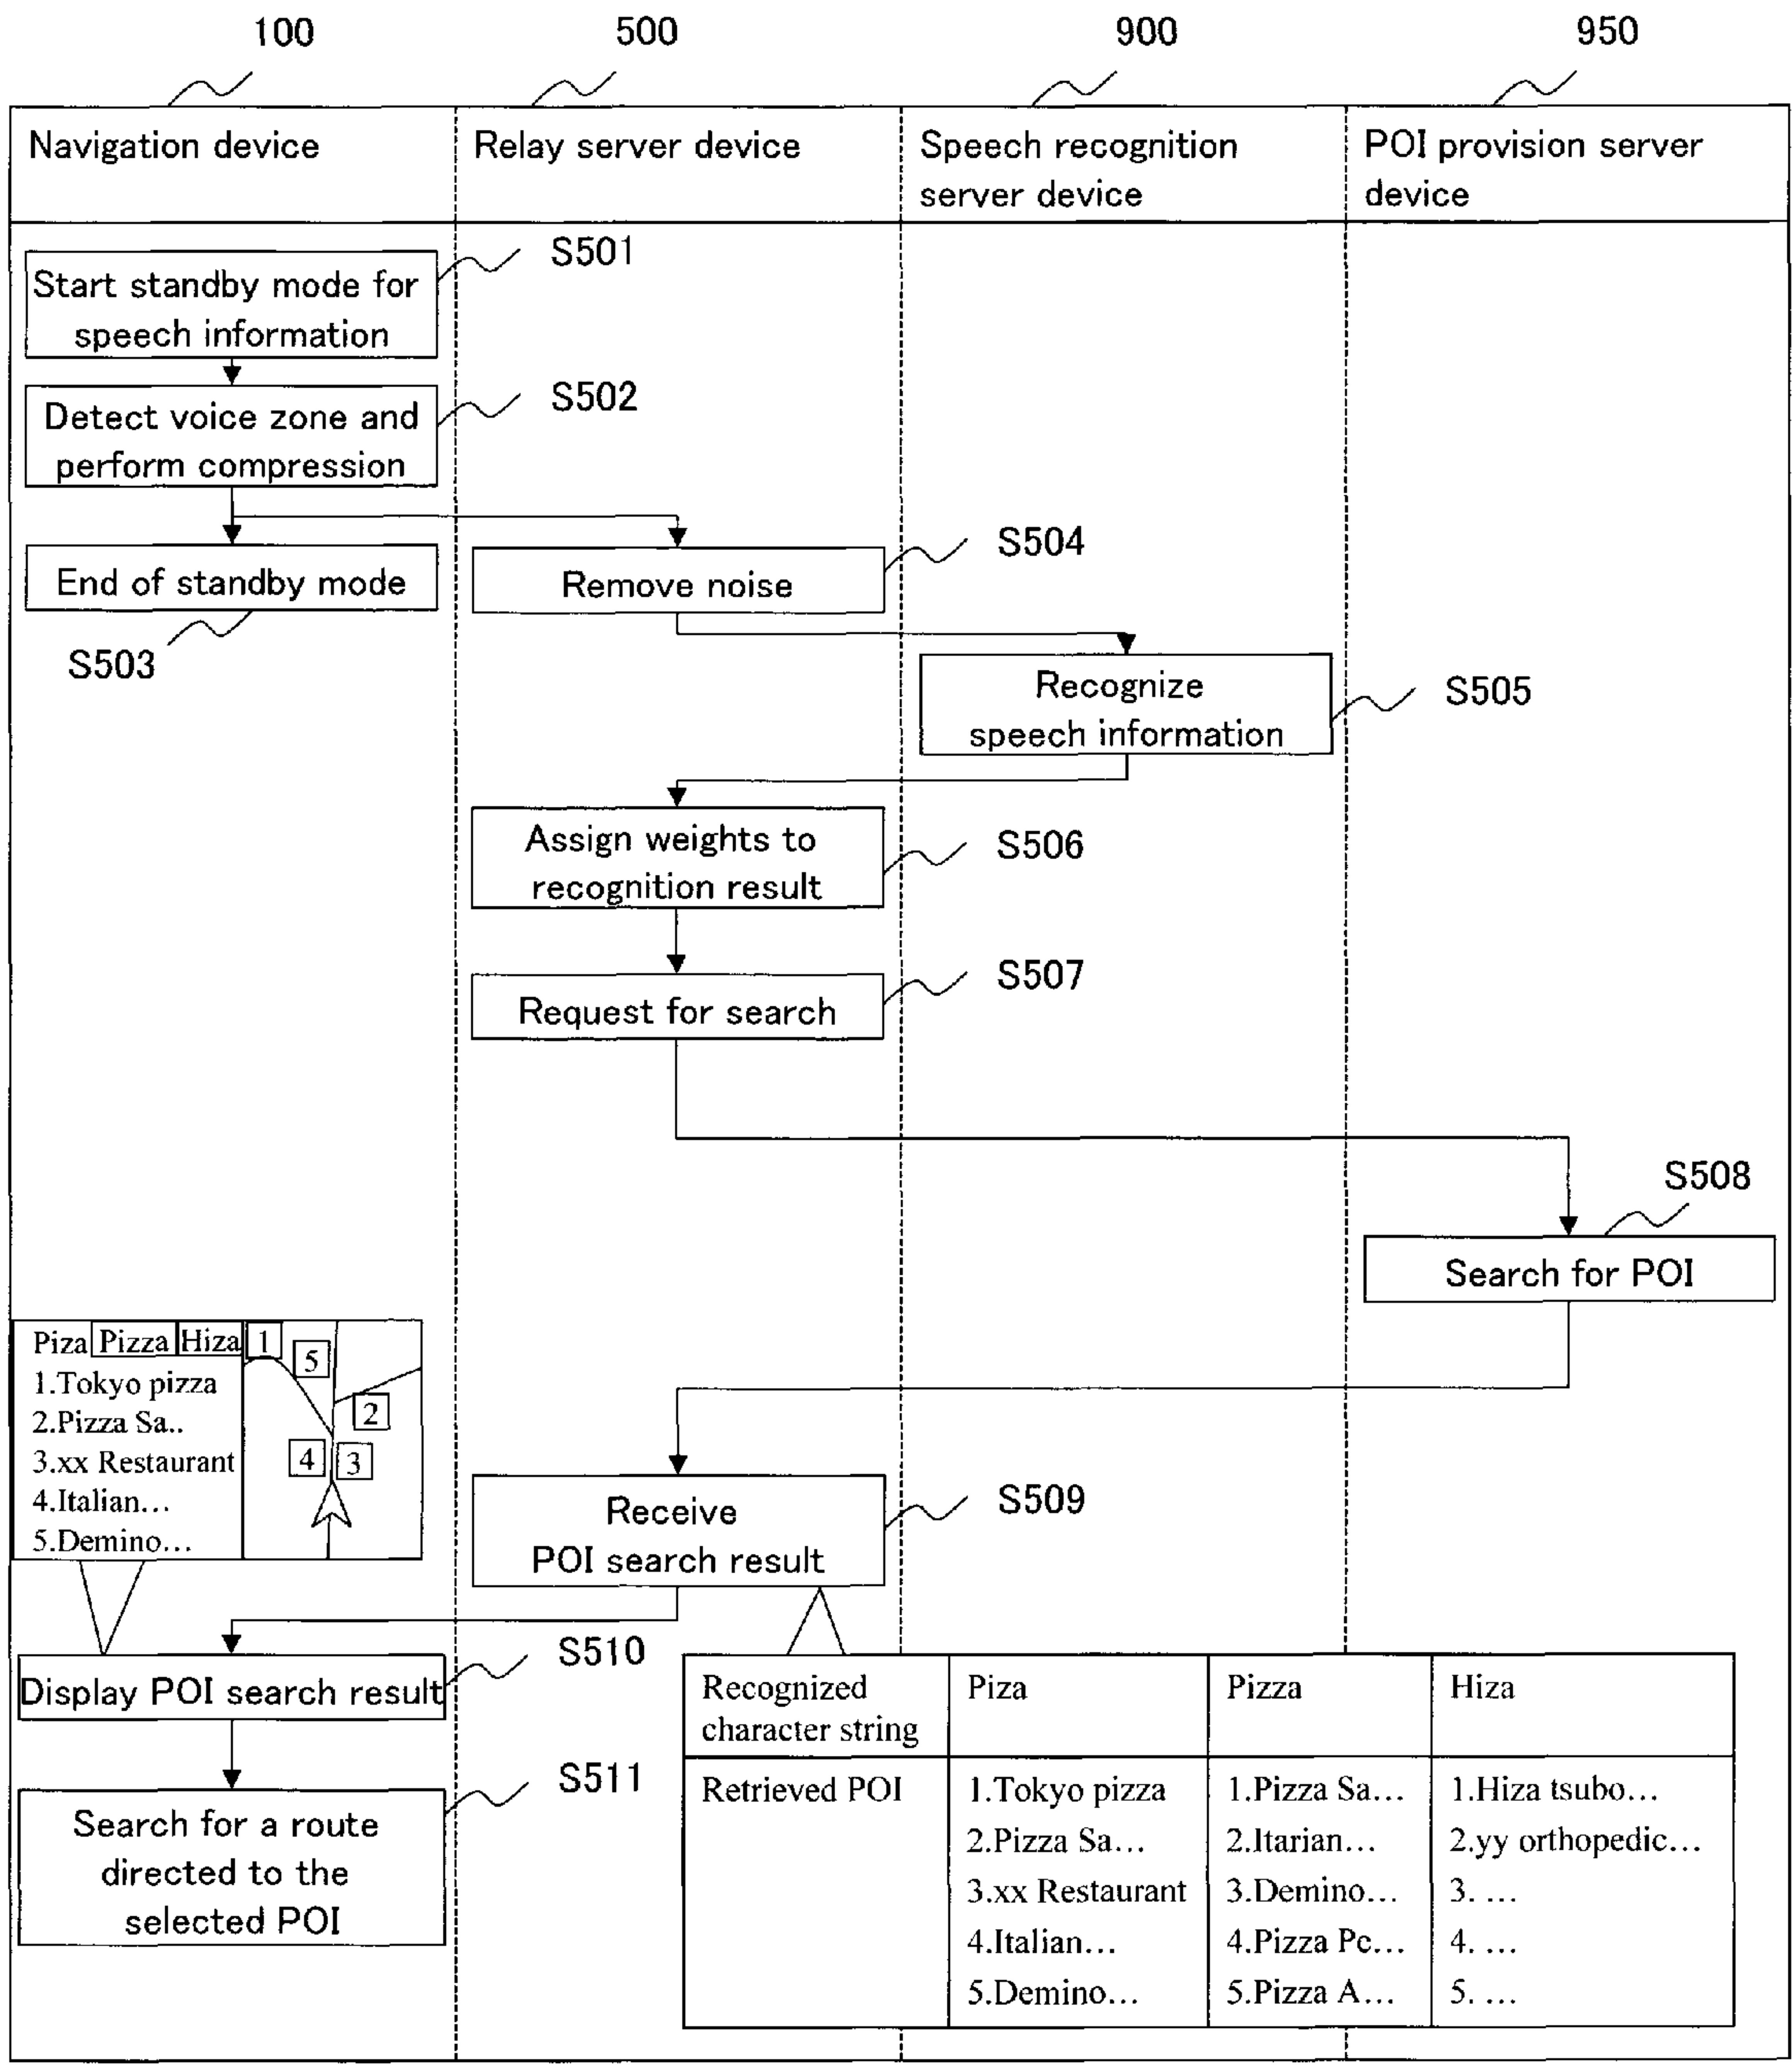 100
500
900
950
Navigation device
Relay server device
Speech recognition
server device
POI provision server
device
S501
Start standby mode for
speech information
S502
Detect voice zone and
perform compression
End of standby mode
S503
S504
Remove noise
Recognize
speech information
S505
Assign weights to
recognition result
S506
S507
Request for search
S508
Search for POI
Piza Pizza Hiza
1.Tokyo pizza
2.Pizza Sa..
3.xx Restaurant
4.Italian...
5.Demino...
1
5
2
4
3
Receive
POI search result
S509
S510
Display POI search result
S511
Search for a route
directed to the
selected POI
Recognized
character string
Piza
Pizza
Hiza
Retrieved POI
1.Tokyo pizza
2.Pizza Sa...
3.xx Restaurant
4.Italian...
5.Demino...
1.Pizza Sa...
2.Itarian...
3.Demino...
4.Pizza Pc...
5.Pizza A...
1.Hiza tsubo...
2.yy orthopedic...
3. ...
4. ...
5. ...